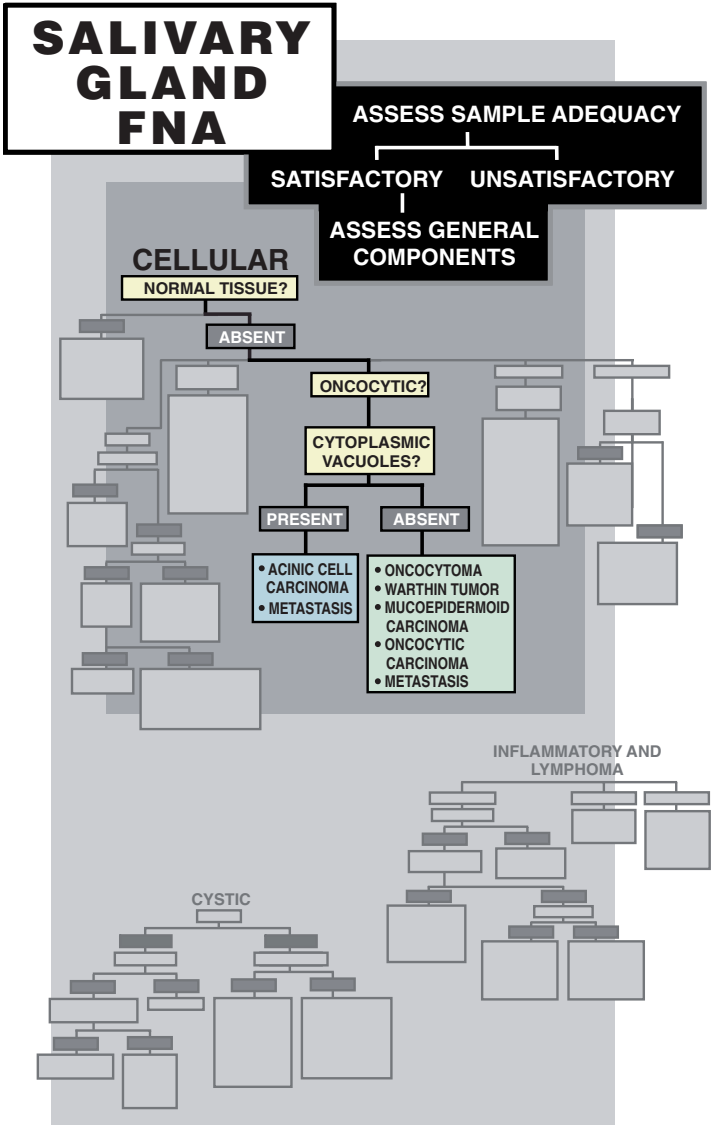 SALIVARY
GLAND
FNA
ASSESS SAMPLE ADEQUACY
SATISFACTORY UNSATISFACTORY
ASSESS GENERAL
COMPONENTS
CELLULAR
NORMAL TISSUE?
ABSENT
ONCOCYTIC?
CYTOPLASMIC
VACUOLES?
PRESENT ABSENT
• ACINIC CELL
CARCINOMA
• METASTASIS
• ONCOCYTOMA
• WARTHIN TUMOR
• MUCOEPIDERMOID
CARCINOMA
• ONCOCYTIC
CARCINOMA
• METASTASIS
INFLAMMATORY AND
LYMPHOMA
CYSTIC